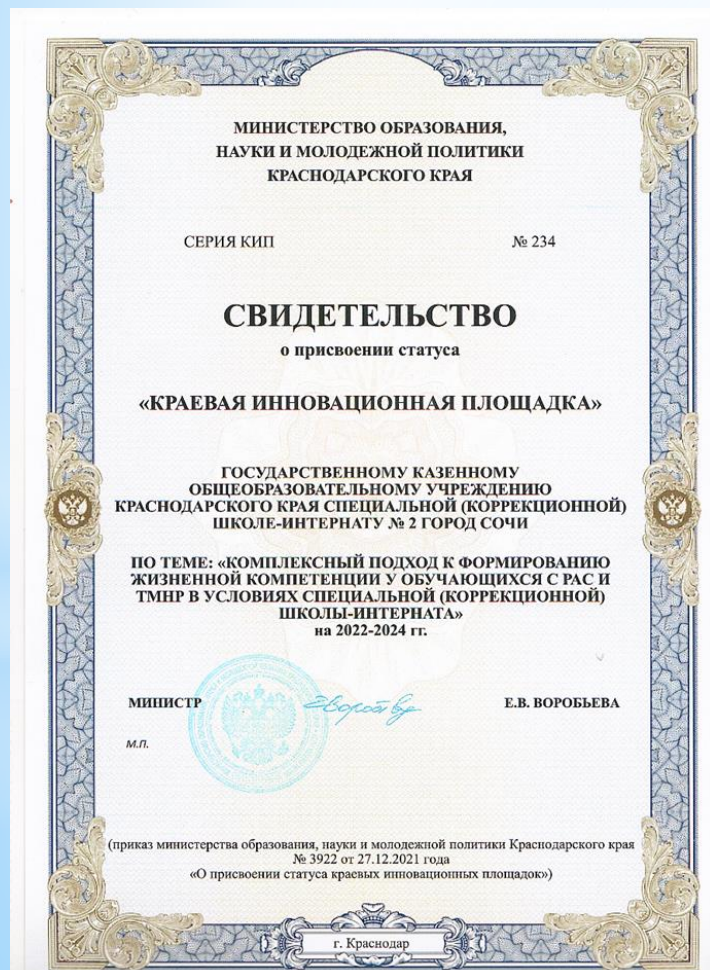 МИНИСТЕРСТВО ОБРАЗОВАНИЯ,
НАУКИ И МОЛОДЕЖНОЙ ПОЛИТИКИ
КРАСНОДАРСКОГО КРАЯ
СЕРИЯ КИП № 234
СВИДЕТЕЛЬСТВО
о присвоении статуса
«КРАЕВАЯ ИННОВАЦИОННАЯ ПЛОЩАДКА»
ГОСУДАРСТВЕННОМУ КАЗЕННОМУ
ОБЩЕОБРАЗОВАТЕЛЬНОМУ УЧРЕЖДЕНИЮ
КРАСНОДАРСКОГО КРАЯ СПЕЦИАЛЬНОЙ (КОРРЕКЦИОННОЙ)
ШКОЛЕ-ИНТЕРНАТУ № 2 ГОРОД СОЧИ
ПО ТЕМЕ: «КОМПЛЕКСНЫЙ ПОДХОД К ФОРМИРОВАНИЮ
ЖИЗНЕННОЙ КОМПЕТЕНЦИИ У ОБУЧАЮЩИХСЯ С РАС И
ТМНР В УСЛОВИЯХ СПЕЦИАЛЬНОЙ (КОРРЕКЦИОННОЙ)
ШКОЛЫ-ИНТЕРНАТА»
на 2022-2024 гг.
МИНИСТР Е.В. ВОРОБЬЕВА
М.П.
(приказ министерства образования, науки и молодежной политики Краснодарского края
№ 3922 от 27.12.2021 года
«О присвоении статуса краевых инновационных площадок»)
г. Краснодар